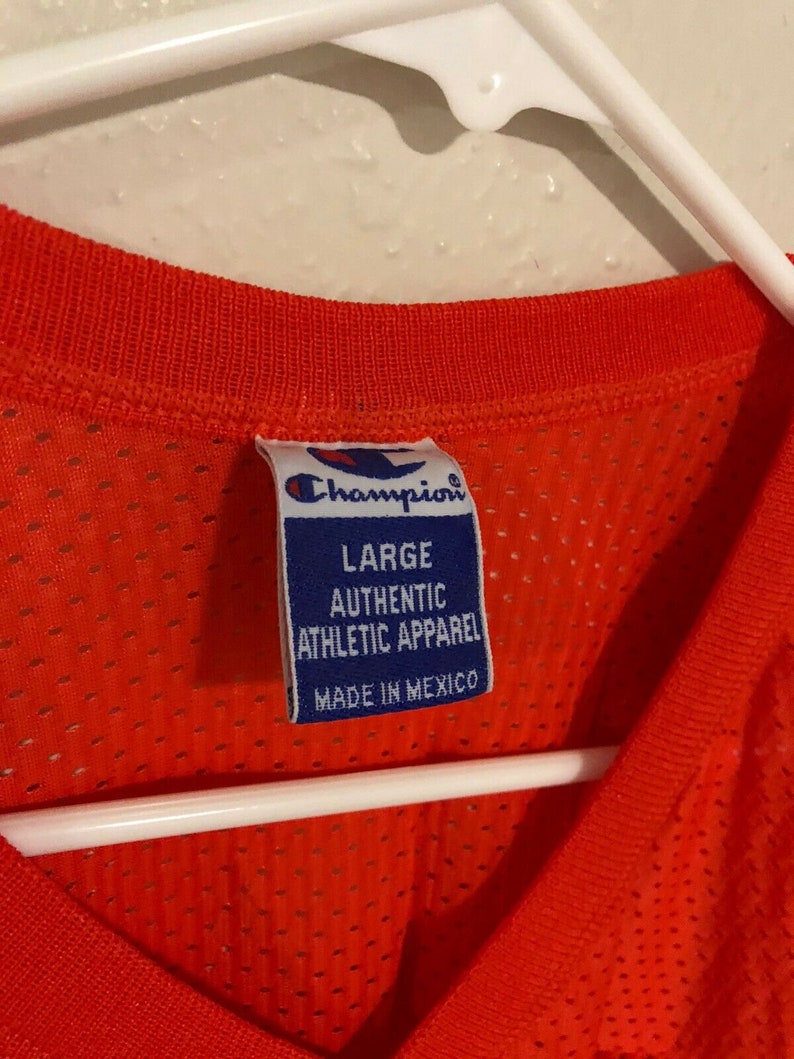 Champion
LARGE
AUTHENTIC
ATHLETIC APPAREL
MADE IN MEXICO